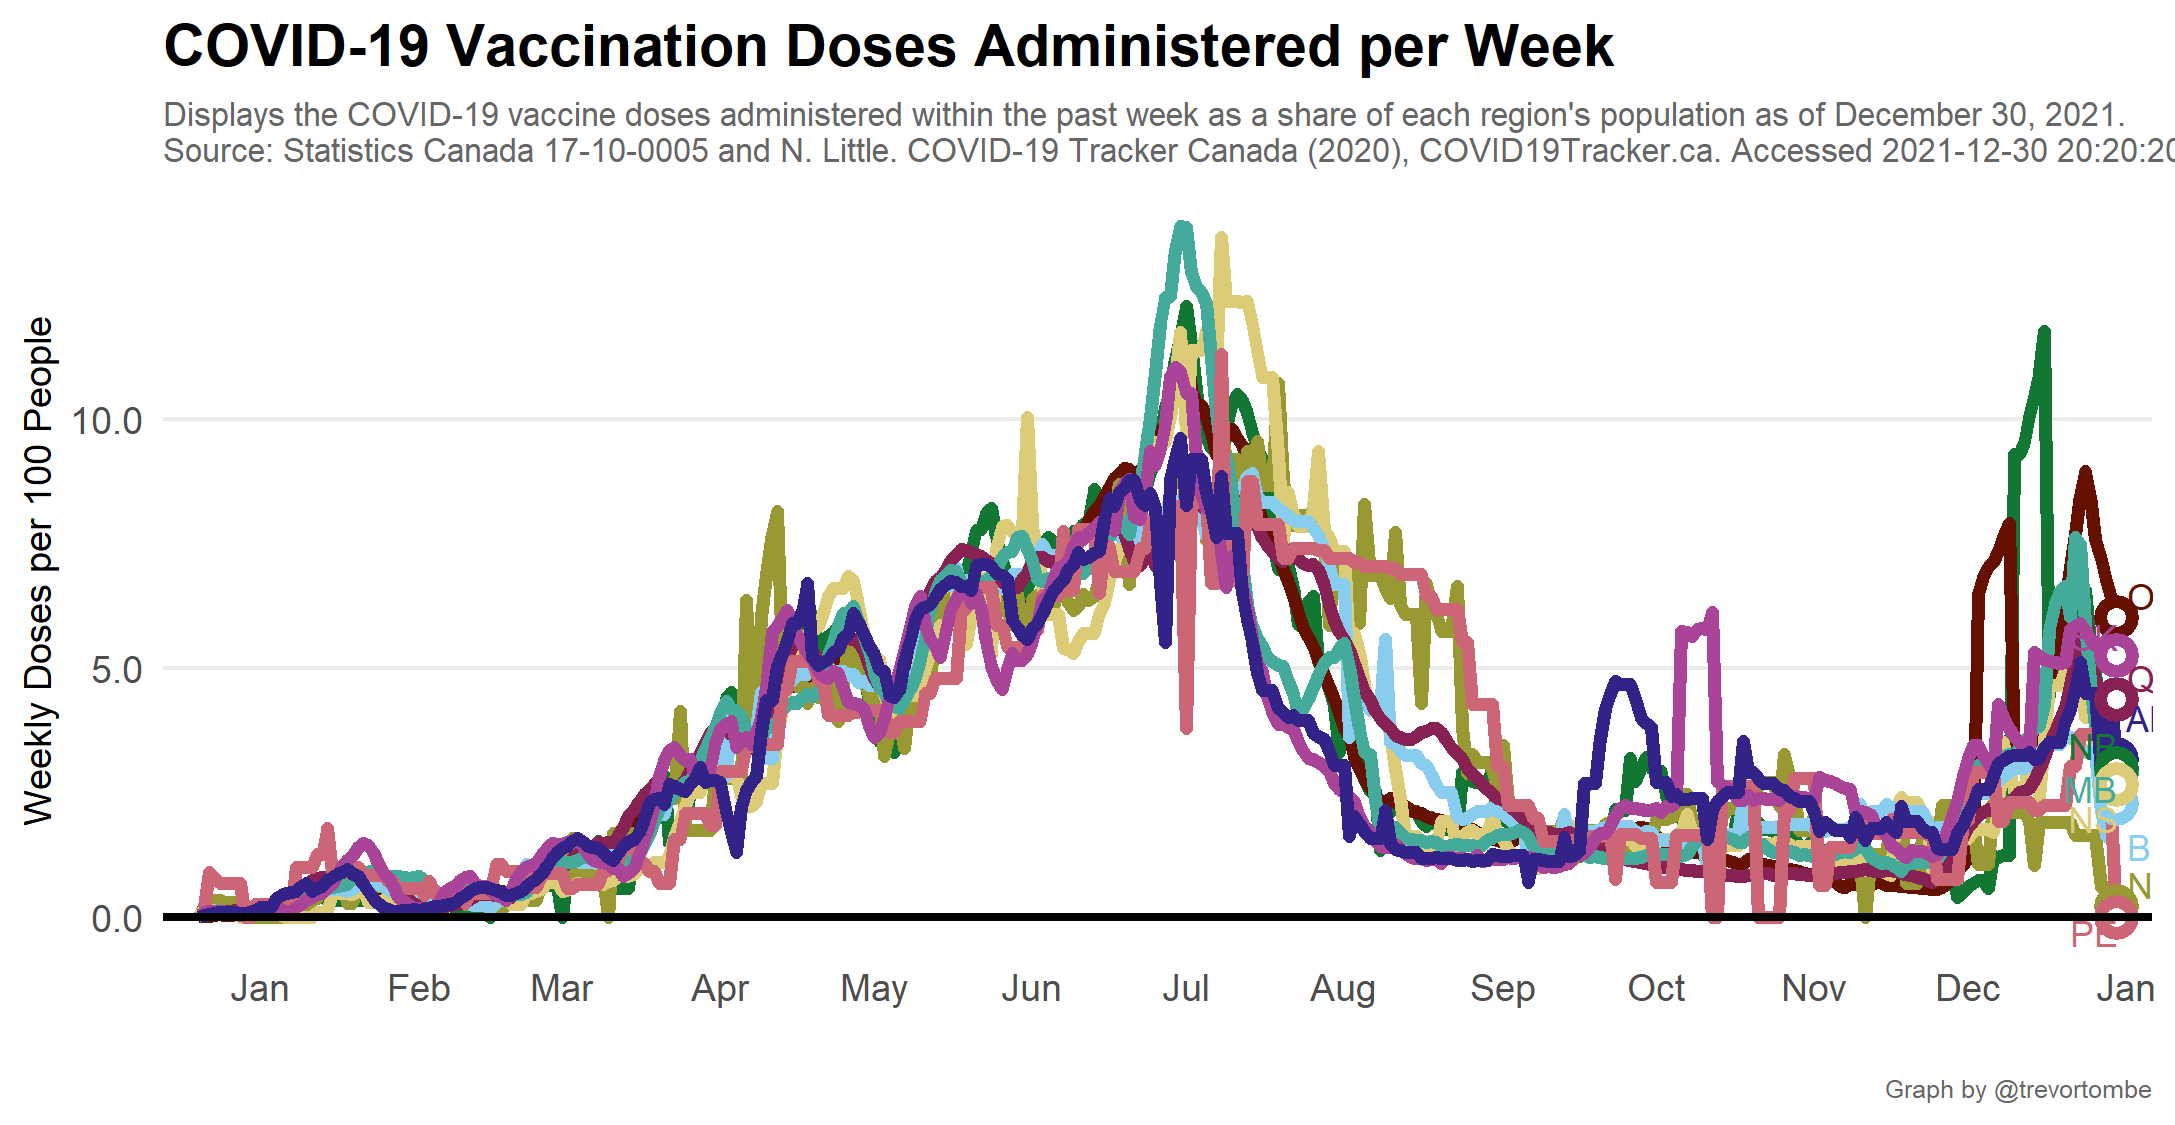 COVID-19 Vaccination Doses Administered per Week
Displays the COVID-19 vaccine doses administered within the past week as a share of each region's population as of December 30, 2021.
Source: Statistics Canada 17-10-0005 and N. Little. COVID-19 Tracker Canada (2020), COVID19Tracker.ca. Accessed 2021-12-30 20:20:20
Weekly Doses per 100 People
10.0
5.0
0.0
O
Q
NB
MB
NS
B
N
PE
Jan Feb Mar Apr May Jun Jul Aug Sep Oct Nov Dec Jan
Graph by @trevortombe